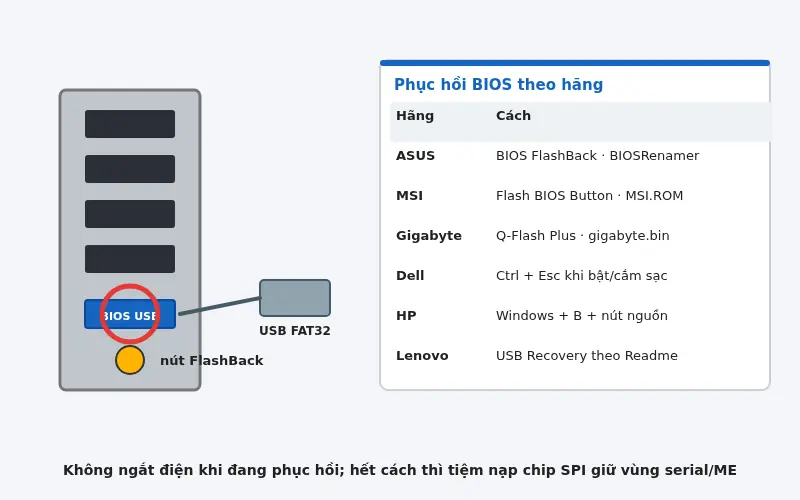 Phục hồi BIOS theo hãng
Hãng Cách
ASUS BIOS FlashBack · BIOSRenamer
MSI Flash BIOS Button · MSI.ROM
Gigabyte Q-Flash Plus · gigabyte.bin
Dell Ctrl + Esc khi bật/cắm sạc
HP Windows + B + nút nguồn
Lenovo USB Recovery theo Readme
BIOS USB
USB FAT32
nút FlashBack
Không ngắt điện khi đang phục hồi; hết cách thì tiệm nạp chip SPI giữ vùng serial/ME